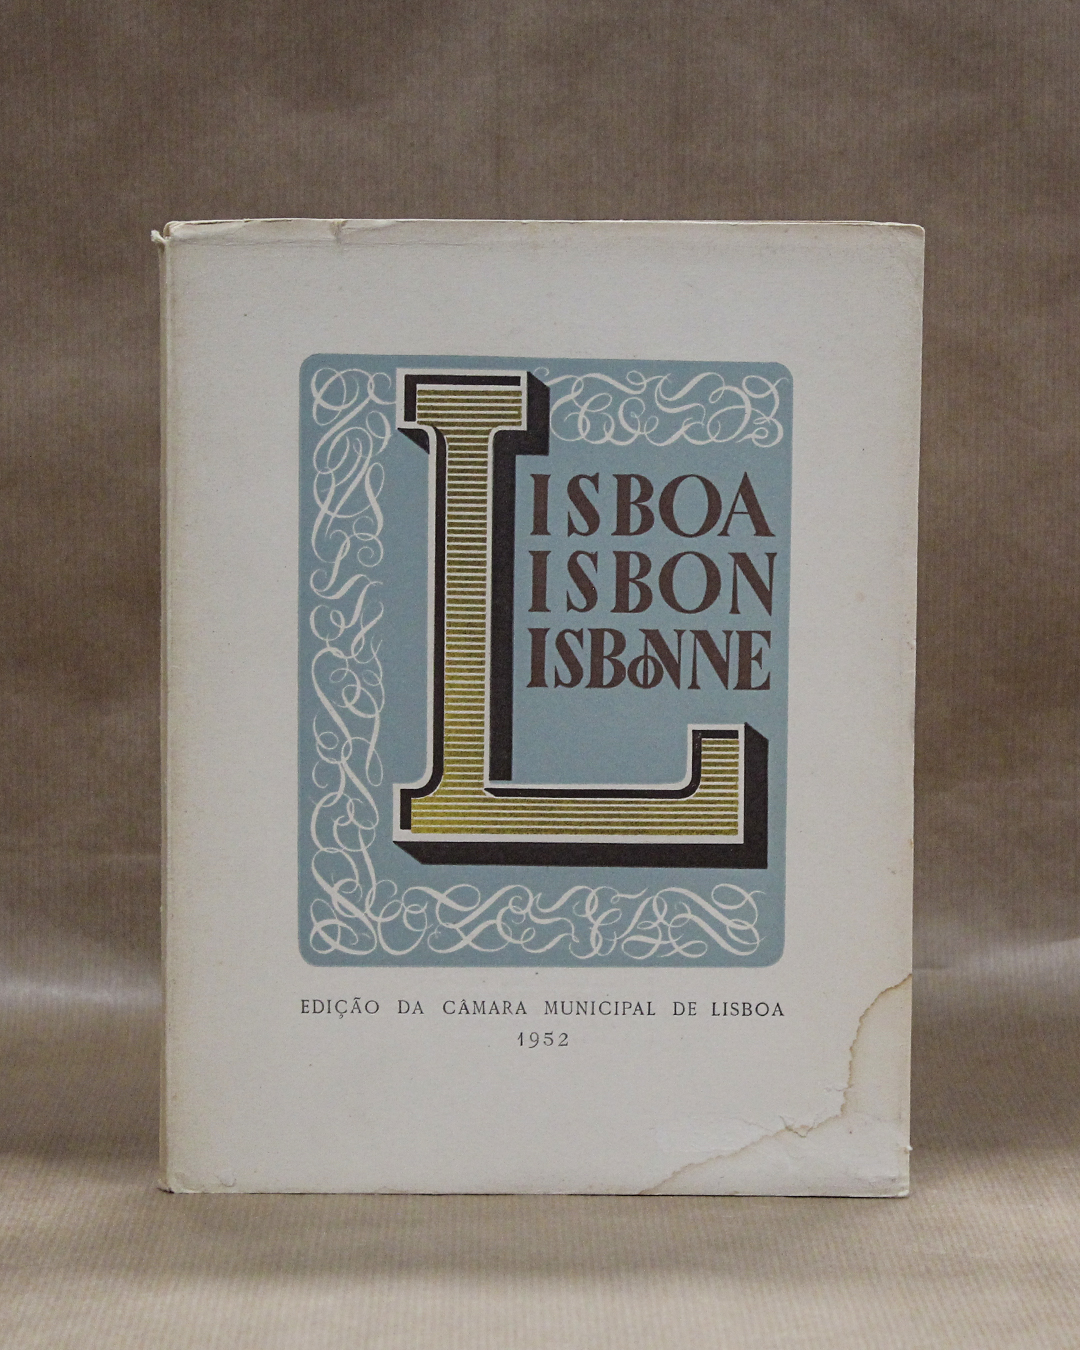 LISBOA
LISBON
LISBONNE
EDIÇÃO DA CÂMARA MUNICIPAL DE LISBOA
1952